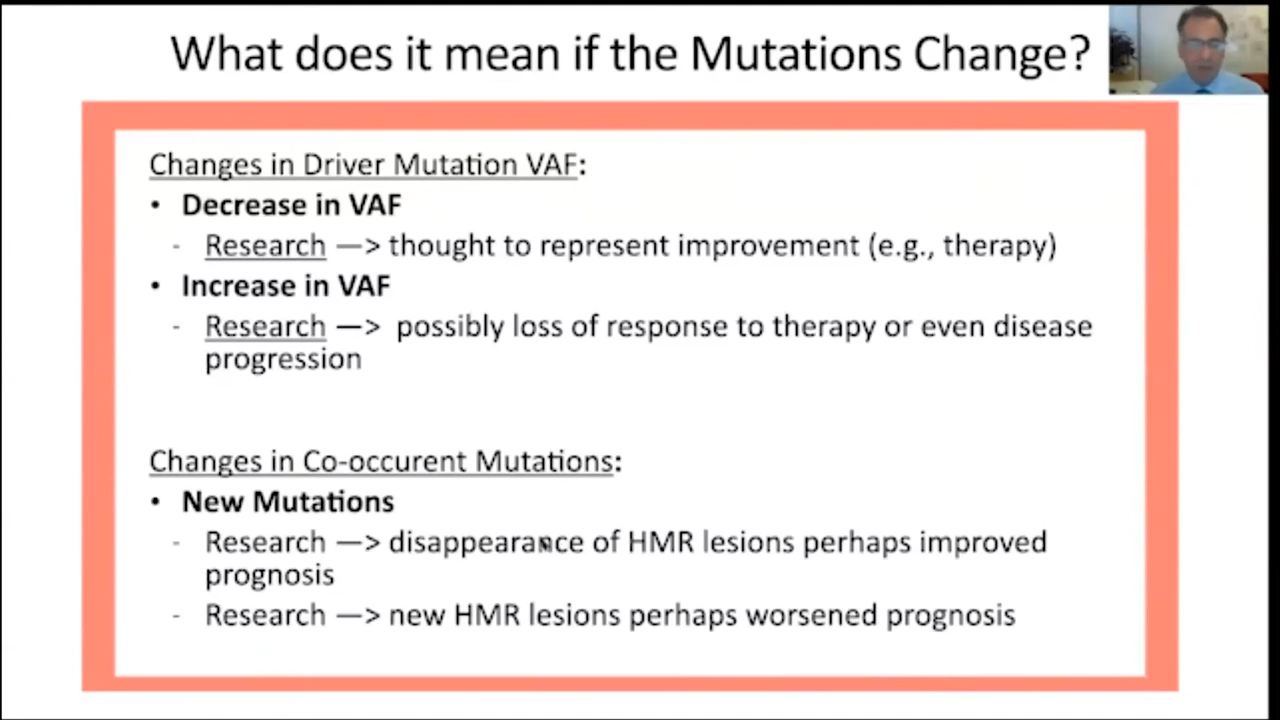 What does it mean if the Mutations Change?
Changes in Driver Mutation VAF:
• Decrease in VAF
- Research —> thought to represent improvement (e.g., therapy)
• Increase in VAF
- Research —> possibly loss of response to therapy or even disease
progression
Changes in Co-occurent Mutations:
• New Mutations
- Research —> disappearance of HMR lesions perhaps improved
prognosis
- Research —> new HMR lesions perhaps worsened prognosis